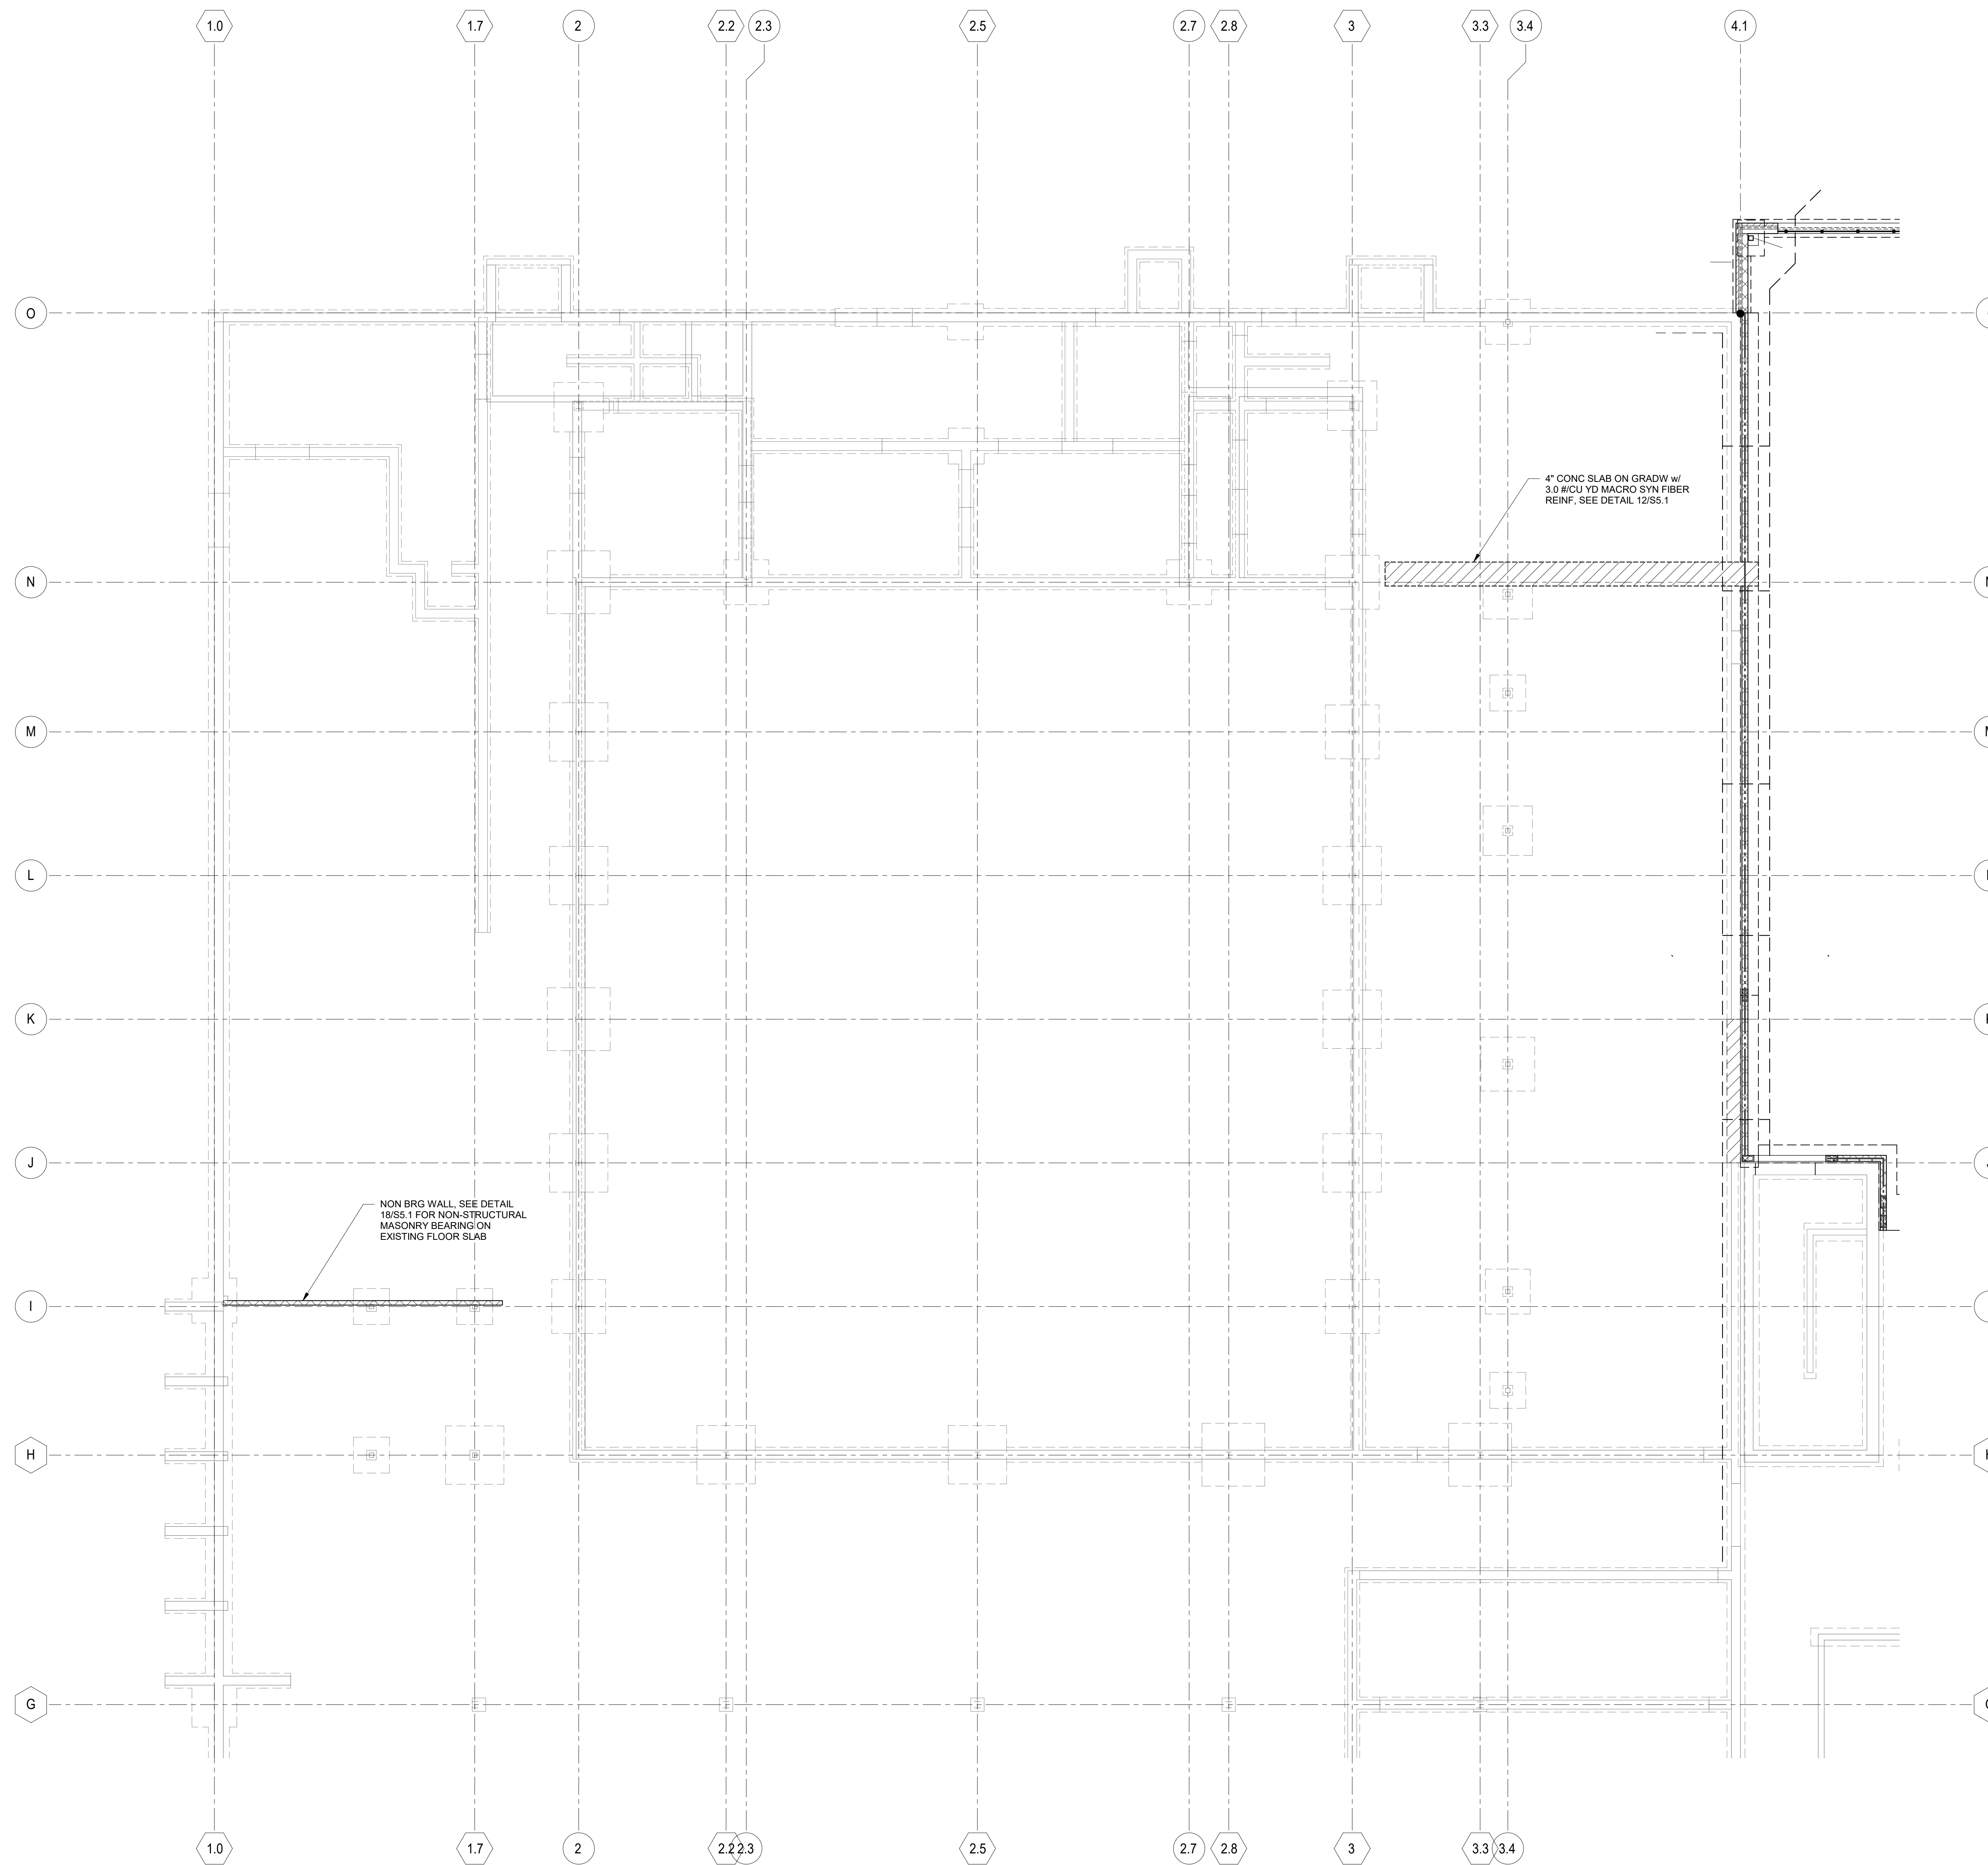 1.0 1.7 2 2.2 2.3 2.5 2.7 2.8 3 3.3 3.4 4.1
O
4" CONC SLAB ON GRADW w/
3.0 #/CU YD MACRO SYN FIBER
REINF, SEE DETAIL 12/S5.1
N
M
L
K
J
NON BRG WALL, SEE DETAIL
18/S5.1 FOR NON-STRUCTURAL
MASONRY BEARING ON
EXISTING FLOOR SLAB
I
H
G
1.0 1.7 2 2.2 2.3 2.5 2.7 2.8 3 3.3 3.4